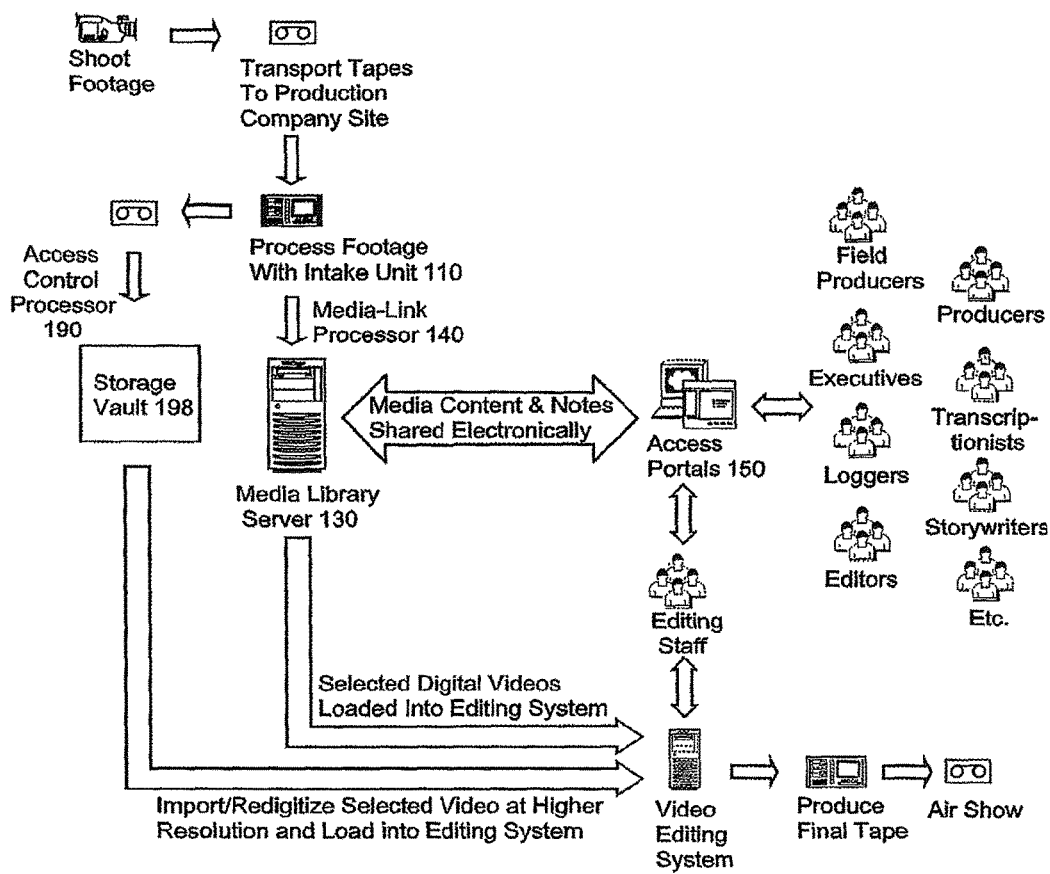 Shoot
Footage
Transport Tapes
To Production
Company Site
Process Footage
With Intake Unit 110
Access
Control
Processor
190
Media-Link
Processor 140
Storage
Vault 198
Media Library
Server 130
Media Content & Notes
Shared Electronically
Access
Portals 150
Field
Producers
Producers
Executives
Transcrip-
tionists
Loggers
Storywriters
Editors
Etc.
Editing
Staff
Selected Digital Videos
Loaded into Editing System
Import/Redigitize Selected Video at Higher
Resolution and Load into Editing System
Video
Editing
System
Produce
Final Tape
Air Show